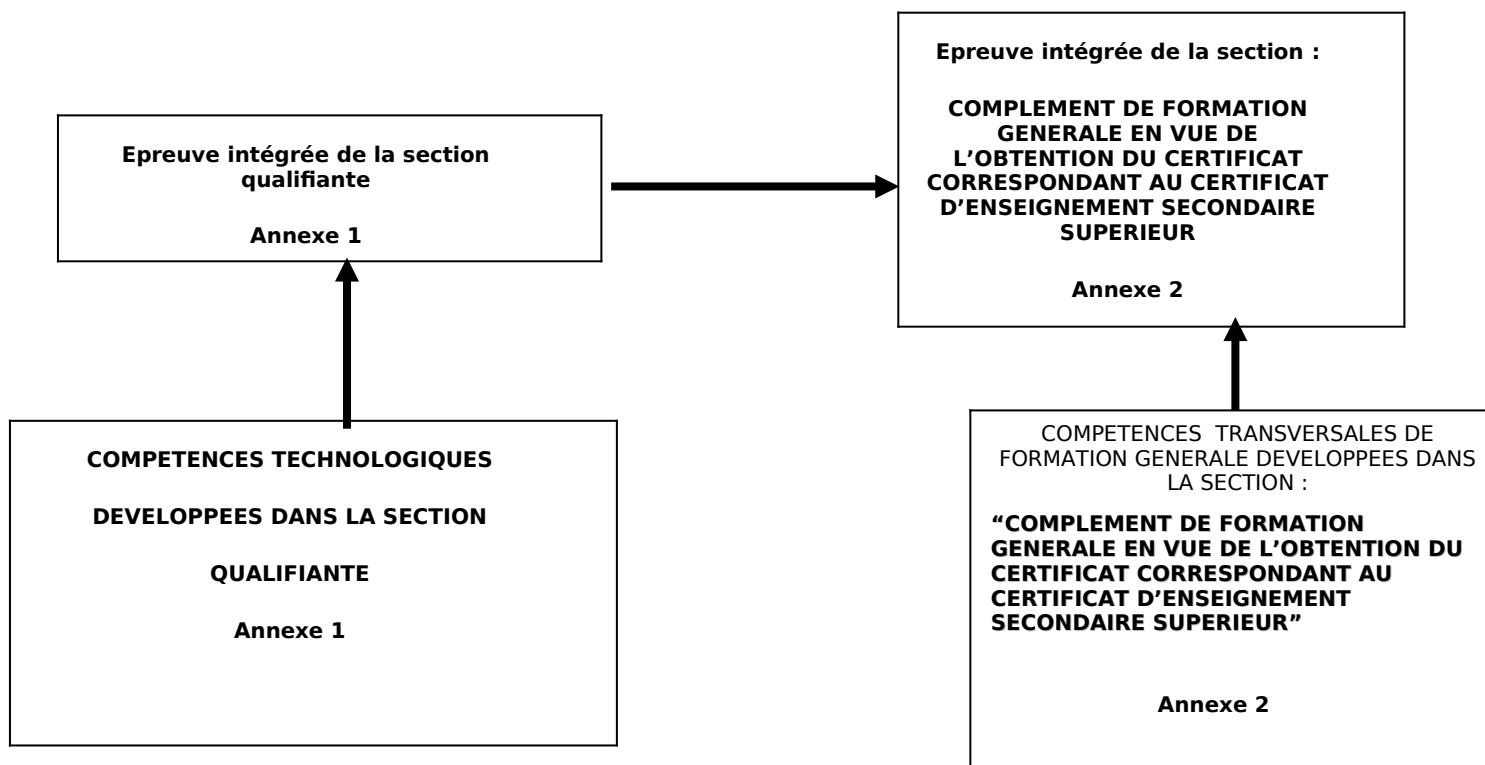 Epreuve intégrée de la section
qualifiante
Annexe 1
Epreuve intégrée de la section :
COMPLEMENT DE FORMATION
GENERALE EN VUE DE
L’OBTENTION DU CERTIFICAT
CORRESPONDANT AU CERTIFICAT
D’ENSEIGNEMENT SECONDAIRE
SUPERIEUR
Annexe 2
COMPETENCES TECHNOLOGIQUES
DEVELOPPEES DANS LA SECTION
QUALIFIANTE
Annexe 1
COMPETENCES TRANSVERSALES DE
FORMATION GENERALE DEVELOPPEES DANS
LA SECTION :
“COMPLEMENT DE FORMATION
GENERALE EN VUE DE L’OBTENTION DU
CERTIFICAT CORRESPONDANT AU
CERTIFICAT D’ENSEIGNEMENT
SECONDAIRE SUPERIEUR”
Annexe 2